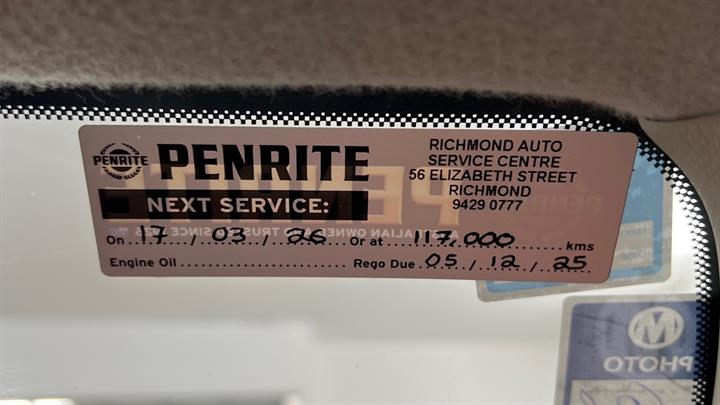 PENRITE PENRITE
RICHMOND AUTO
SERVICE CENTRE
56 ELIZABETH STREET
RICHMOND
9429 0777
NEXT SERVICE:
On 17/03/26 Or at 117,000 kms
Engine Oil.......................... Rego Due 05/12/25
M
PHOTO